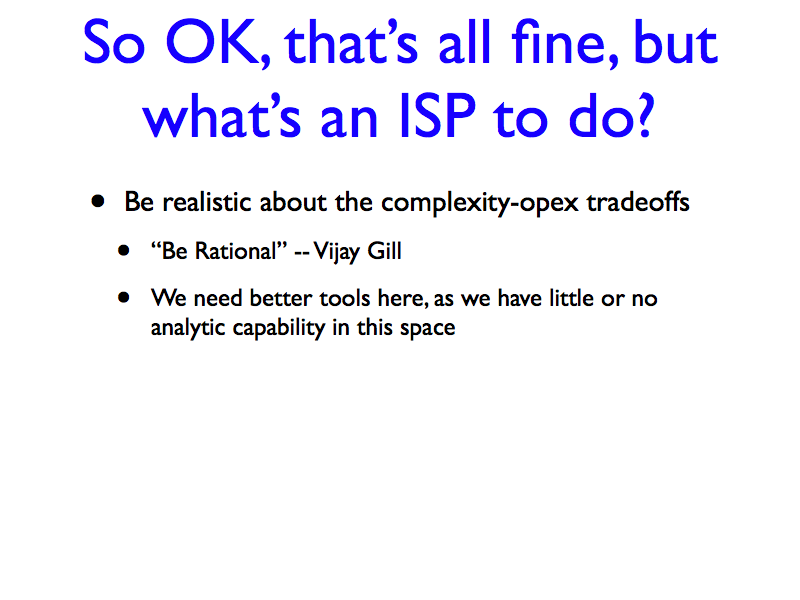 So OK, that’s all fine, but
what’s an ISP to do?
• Be realistic about the complexity-opex tradeoffs
• “Be Rational” -- Vijay Gill
• We need better tools here, as we have little or no
analytic capability in this space